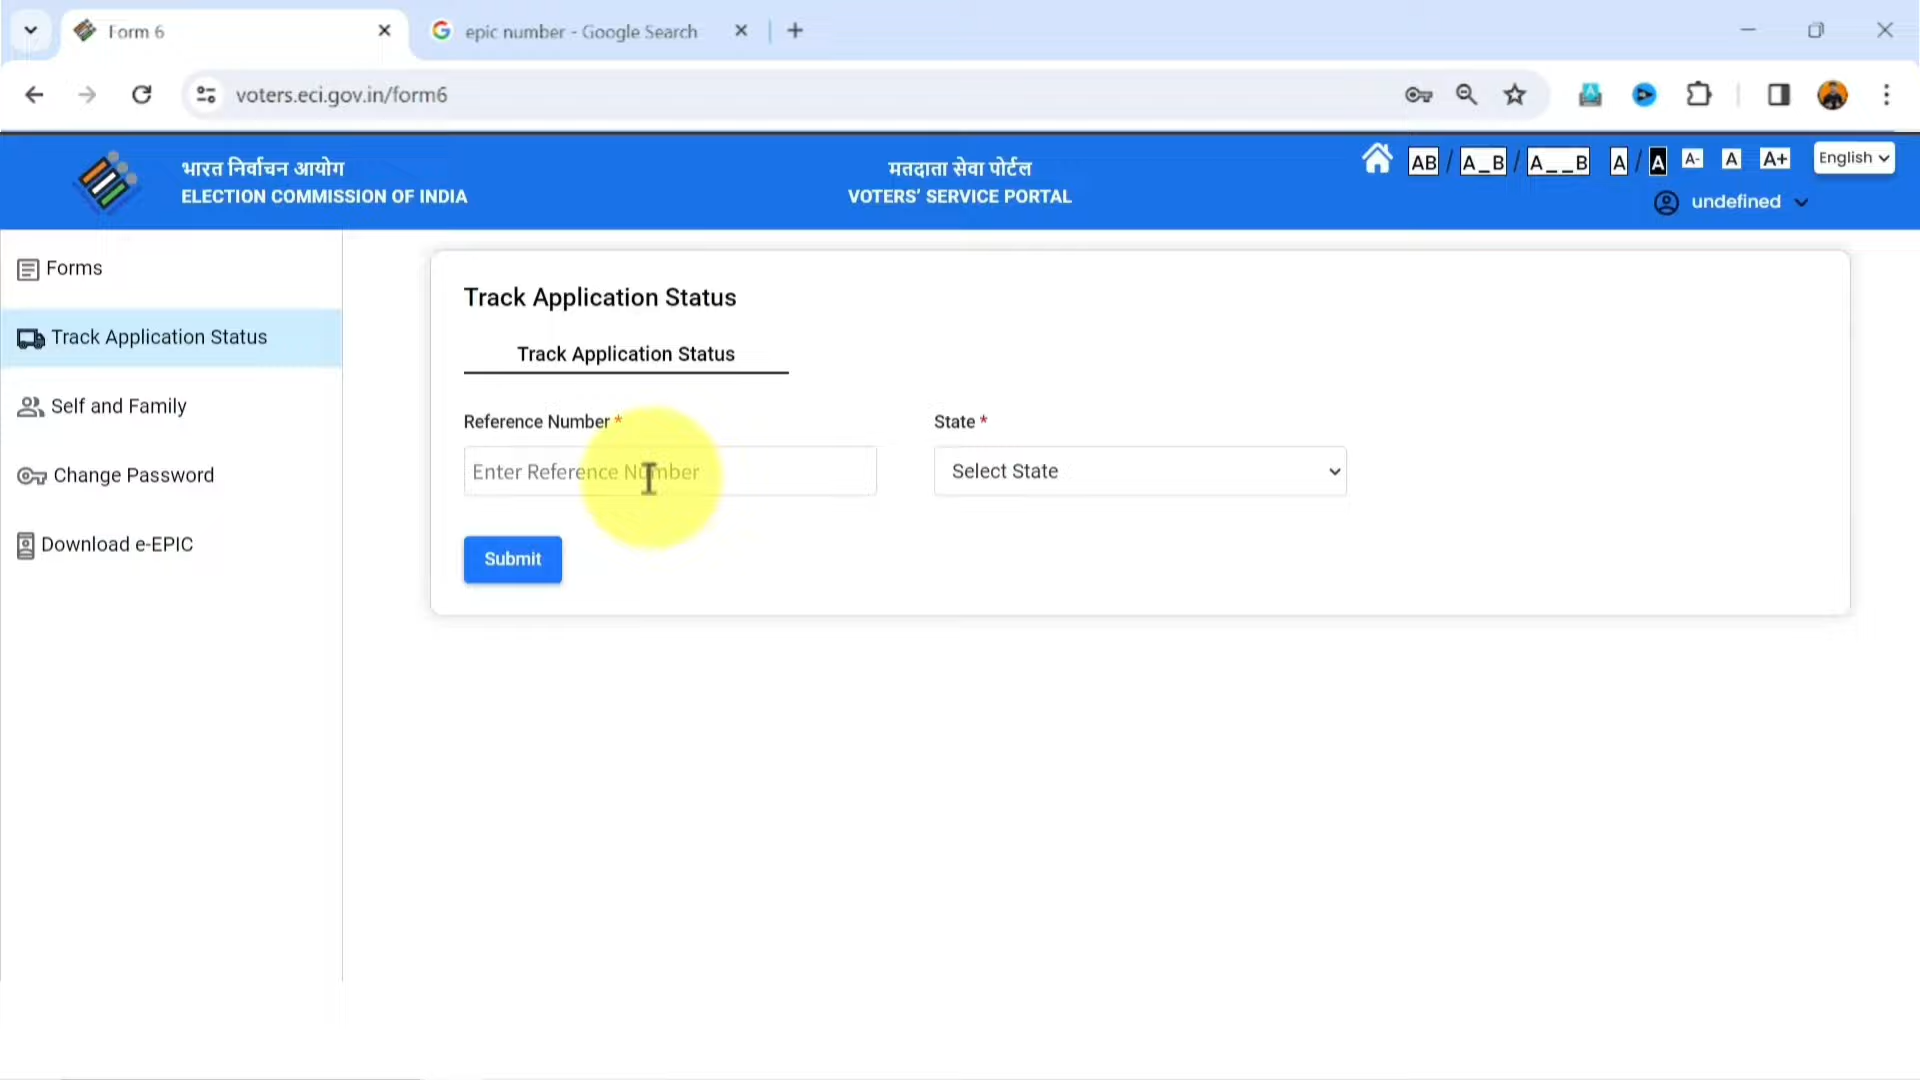 Form 6
epic number - Google Search
voters.eci.gov.in/form6
भारत निर्वाचन आयोग
ELECTION COMMISSION OF INDIA
मतदाता सेवा पोर्टल
VOTERS' SERVICE PORTAL
AB / A_B / A__B A / A A- A A+ English
undefined
Forms
Track Application Status
Self and Family
Change Password
Download e-EPIC
Track Application Status
Track Application Status
Reference Number *
State *
Enter Reference Number
Select State
Submit